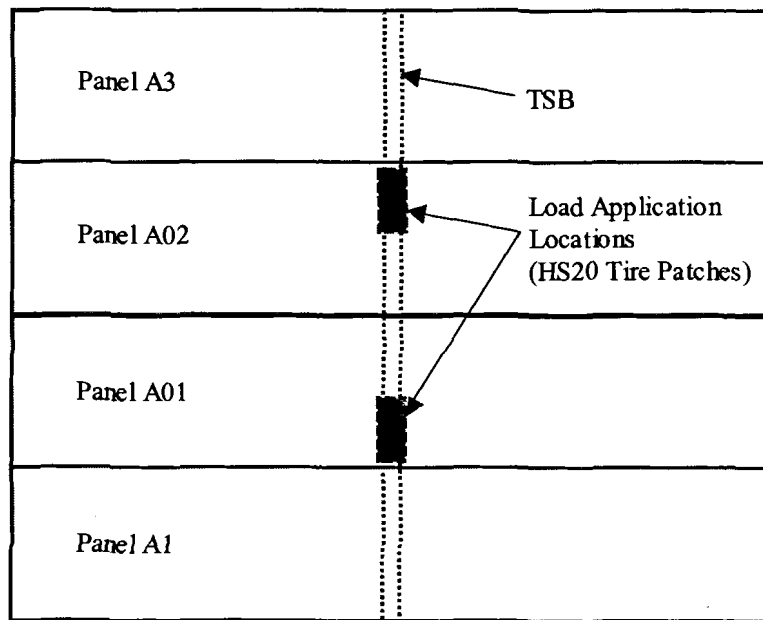 Panel A3
TSB
Load Application
Locations
(HS20 Tire Patches)
Panel A02
Panel A01
Panel A1